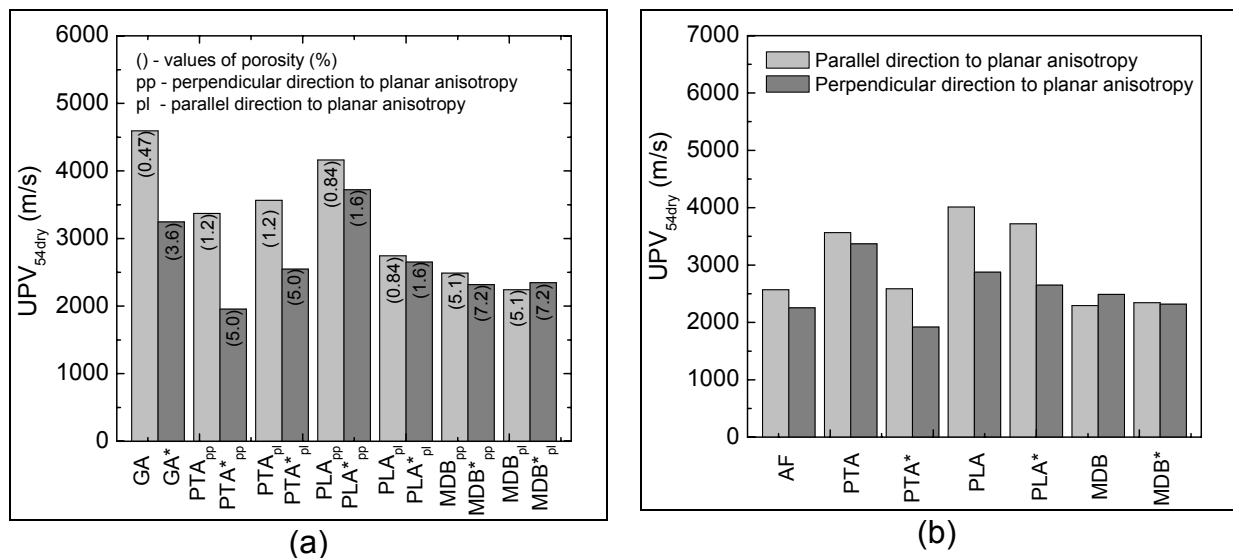 6000
5000
4000
3000
2000
1000
0
UPV54dry (m/s)
() - values of porosity (%)
pp - perpendicular direction to planar anisotropy
pl - parallel direction to planar anisotropy
(0.47)
(3.6)
(1.2)
(5.0)
(1.2)
(5.0)
(0.84)
(1.6)
(0.84)
(1.6)
(5.1)
(7.2)
(5.1)
(7.2)
GA
GA*
PTApp
PTA*pp
PTApl
PTA*pl
PLApp
PLA*pp
PLApl
PLA*pl
MDBpp
MDB*pp
MDBpl
MDB*pl
(a)
7000
6000
5000
4000
3000
2000
1000
0
UPV54dry (m/s)
Parallel direction to planar anisotropy
Perpendicular direction to planar anisotropy
AF
PTA
PTA*
PLA
PLA*
MDB
MDB*
(b)